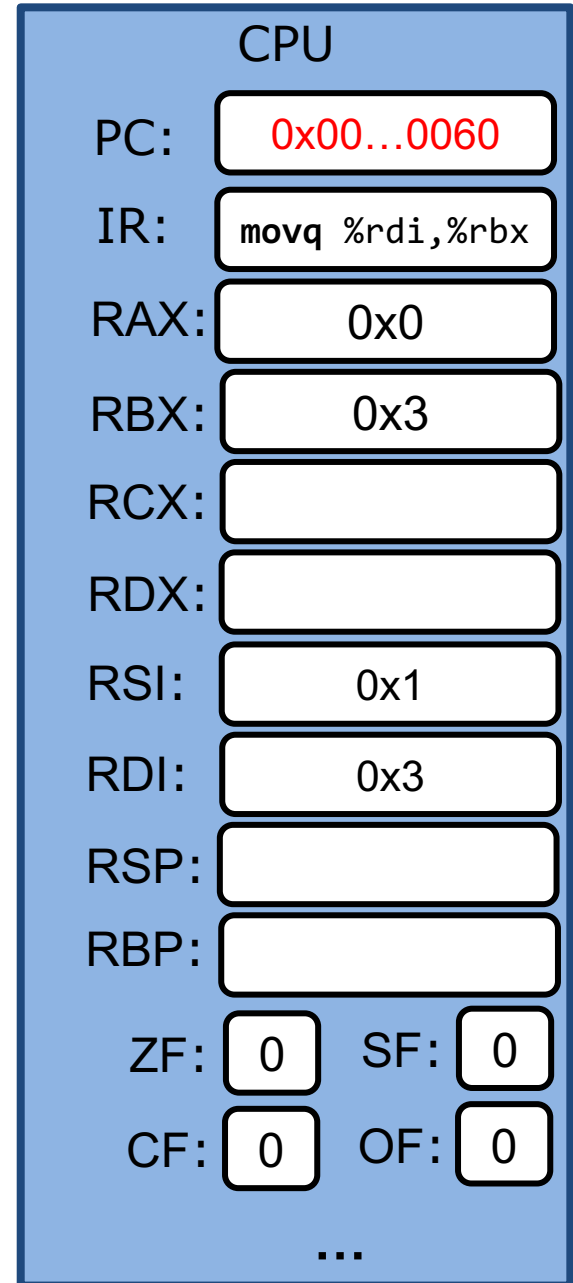 CPU
PC: 0x00…0060
IR: movq %rdi,%rbx
RAX: 0x0
RBX: 0x3
RCX:
RDX:
RSI: 0x1
RDI: 0x3
RSP:
RBP:
ZF: 0 SF: 0
CF: 0 OF: 0
…